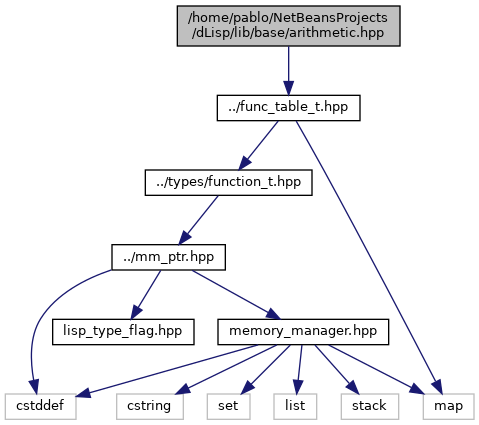 /home/pablo/NetBeansProjects
/dLisp/lib/base/arithmetic.hpp
../func_table_t.hpp
../types/function_t.hpp
../mm_ptr.hpp
lisp_type_flag.hpp
memory_manager.hpp
cstddef
cstring
set
list
stack
map